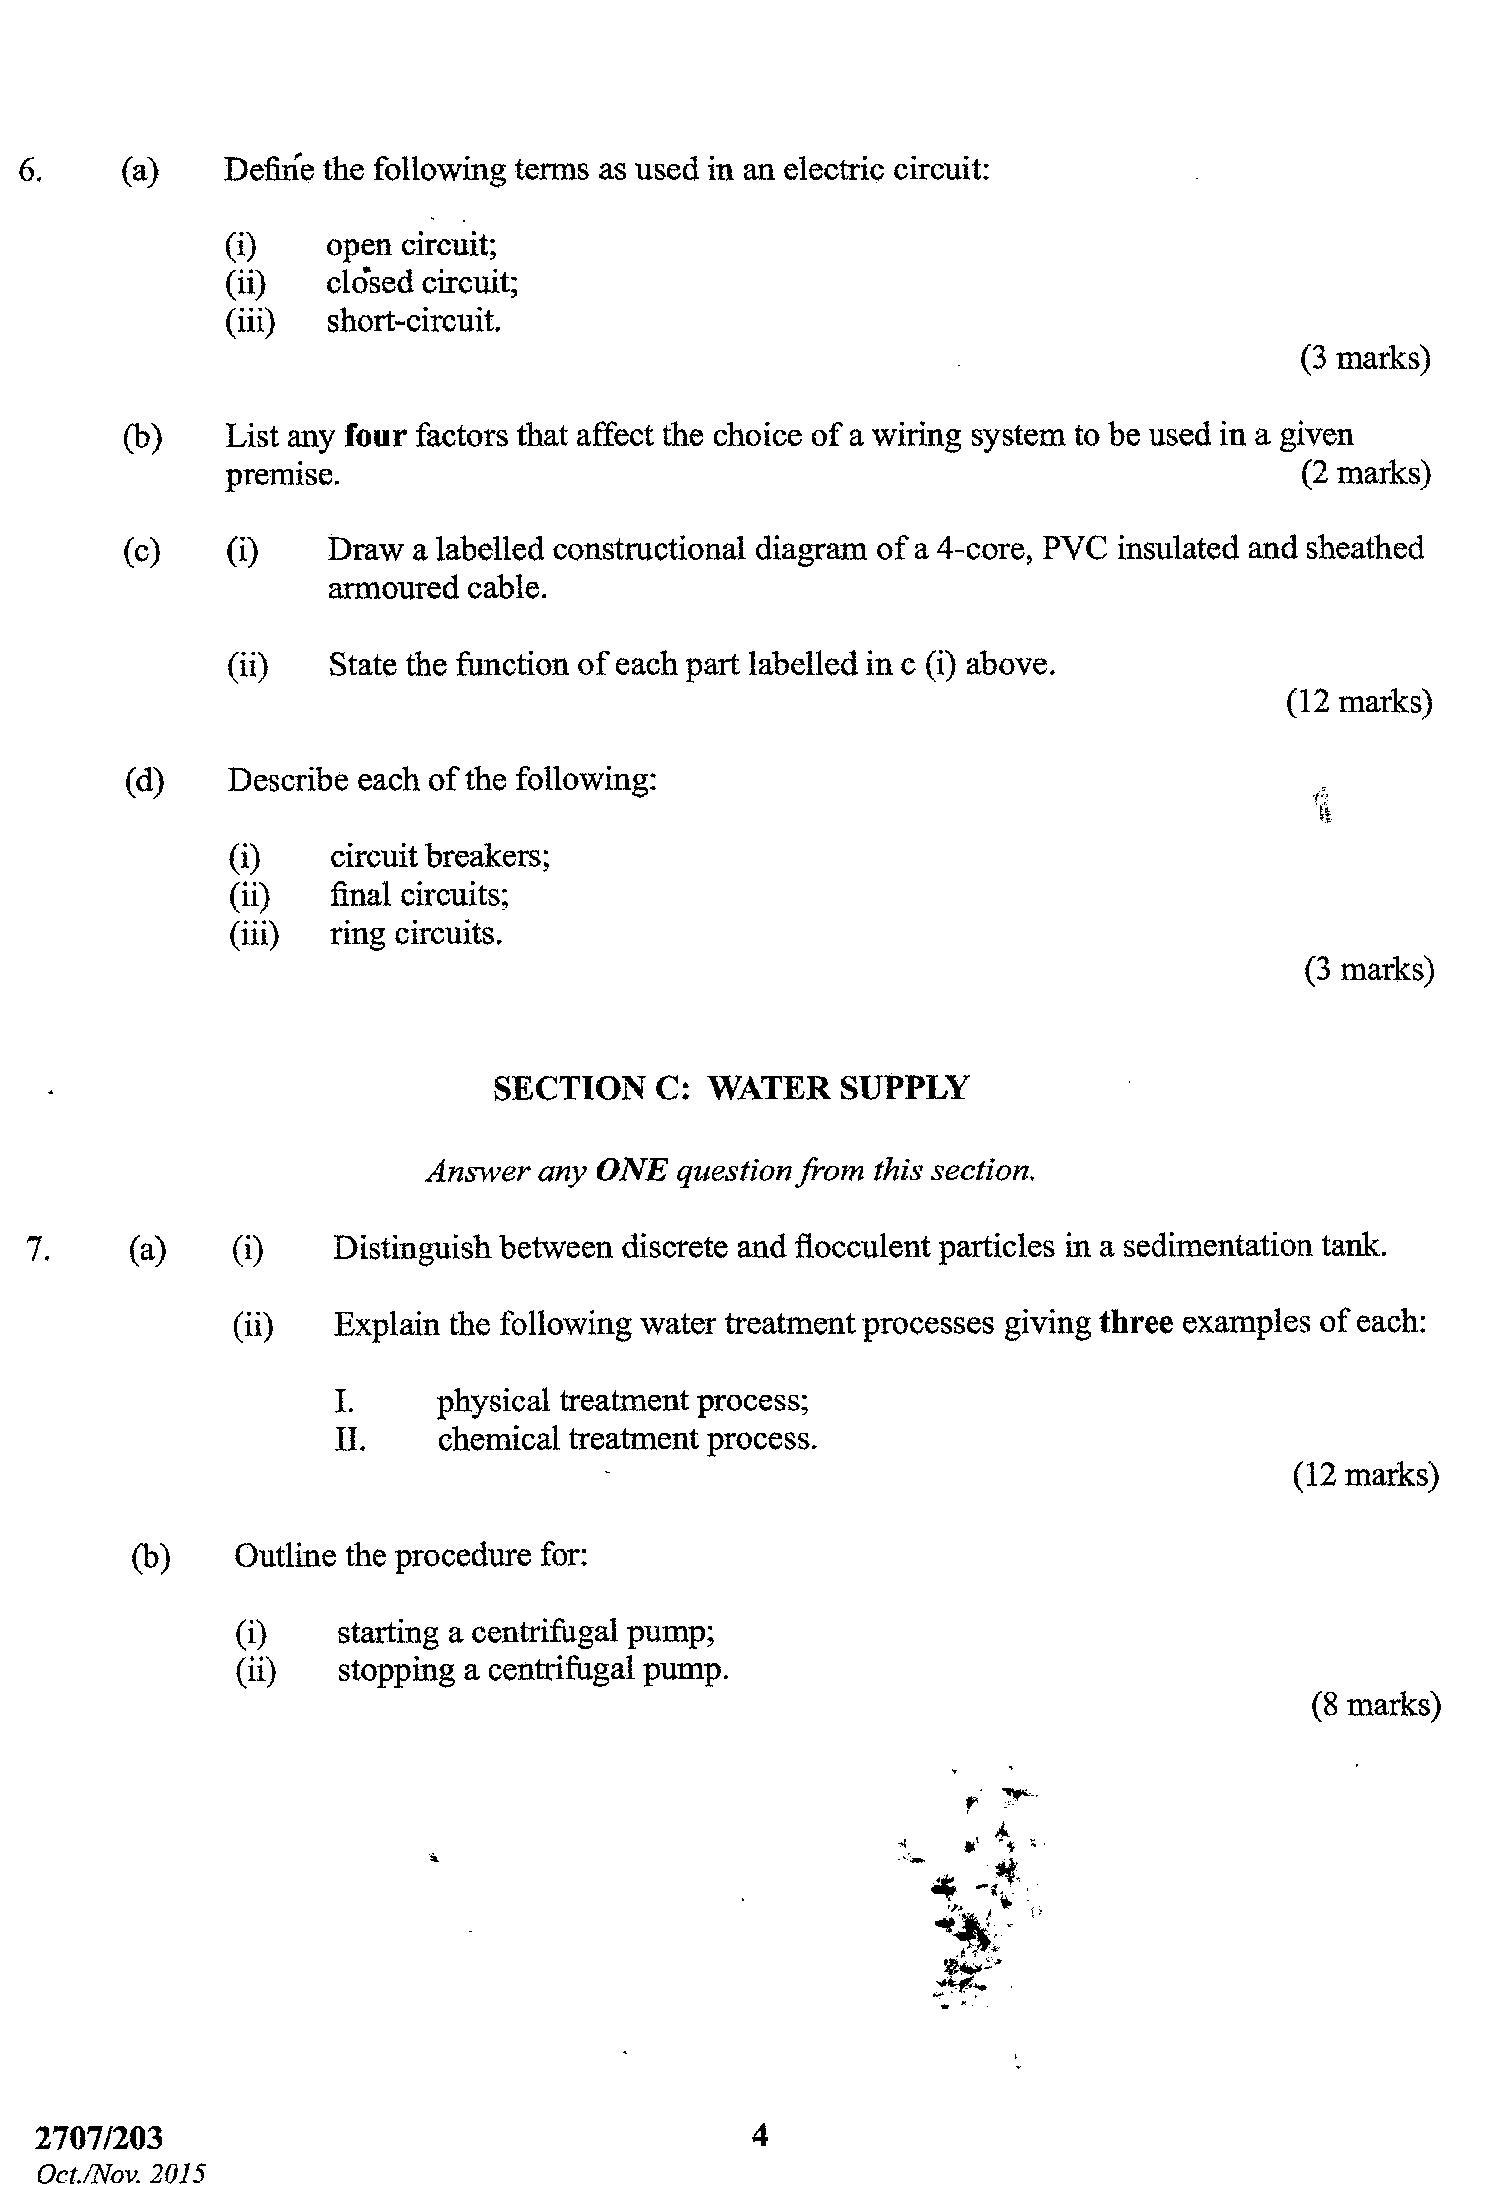 6. (a) Define the following terms as used in an electric circuit:
(i) open circuit;
(ii) closed circuit;
(iii) short-circuit.
(3 marks)
(b) List any four factors that affect the choice of a wiring system to be used in a given
premise. (2 marks)
(c) (i) Draw a labelled constructional diagram of a 4-core, PVC insulated and sheathed
armoured cable.
(ii) State the function of each part labelled in c (i) above.
(12 marks)
(d) Describe each of the following:
(i) circuit breakers;
(ii) final circuits;
(iii) ring circuits.
(3 marks)
SECTION C: WATER SUPPLY
Answer any ONE question from this section.
7. (a) (i) Distinguish between discrete and flocculent particles in a sedimentation tank.
(ii) Explain the following water treatment processes giving three examples of each:
I. physical treatment process;
II. chemical treatment process.
(12 marks)
(b) Outline the procedure for:
(i) starting a centrifugal pump;
(ii) stopping a centrifugal pump.
(8 marks)
2707/203 4
Oct./Nov. 2015